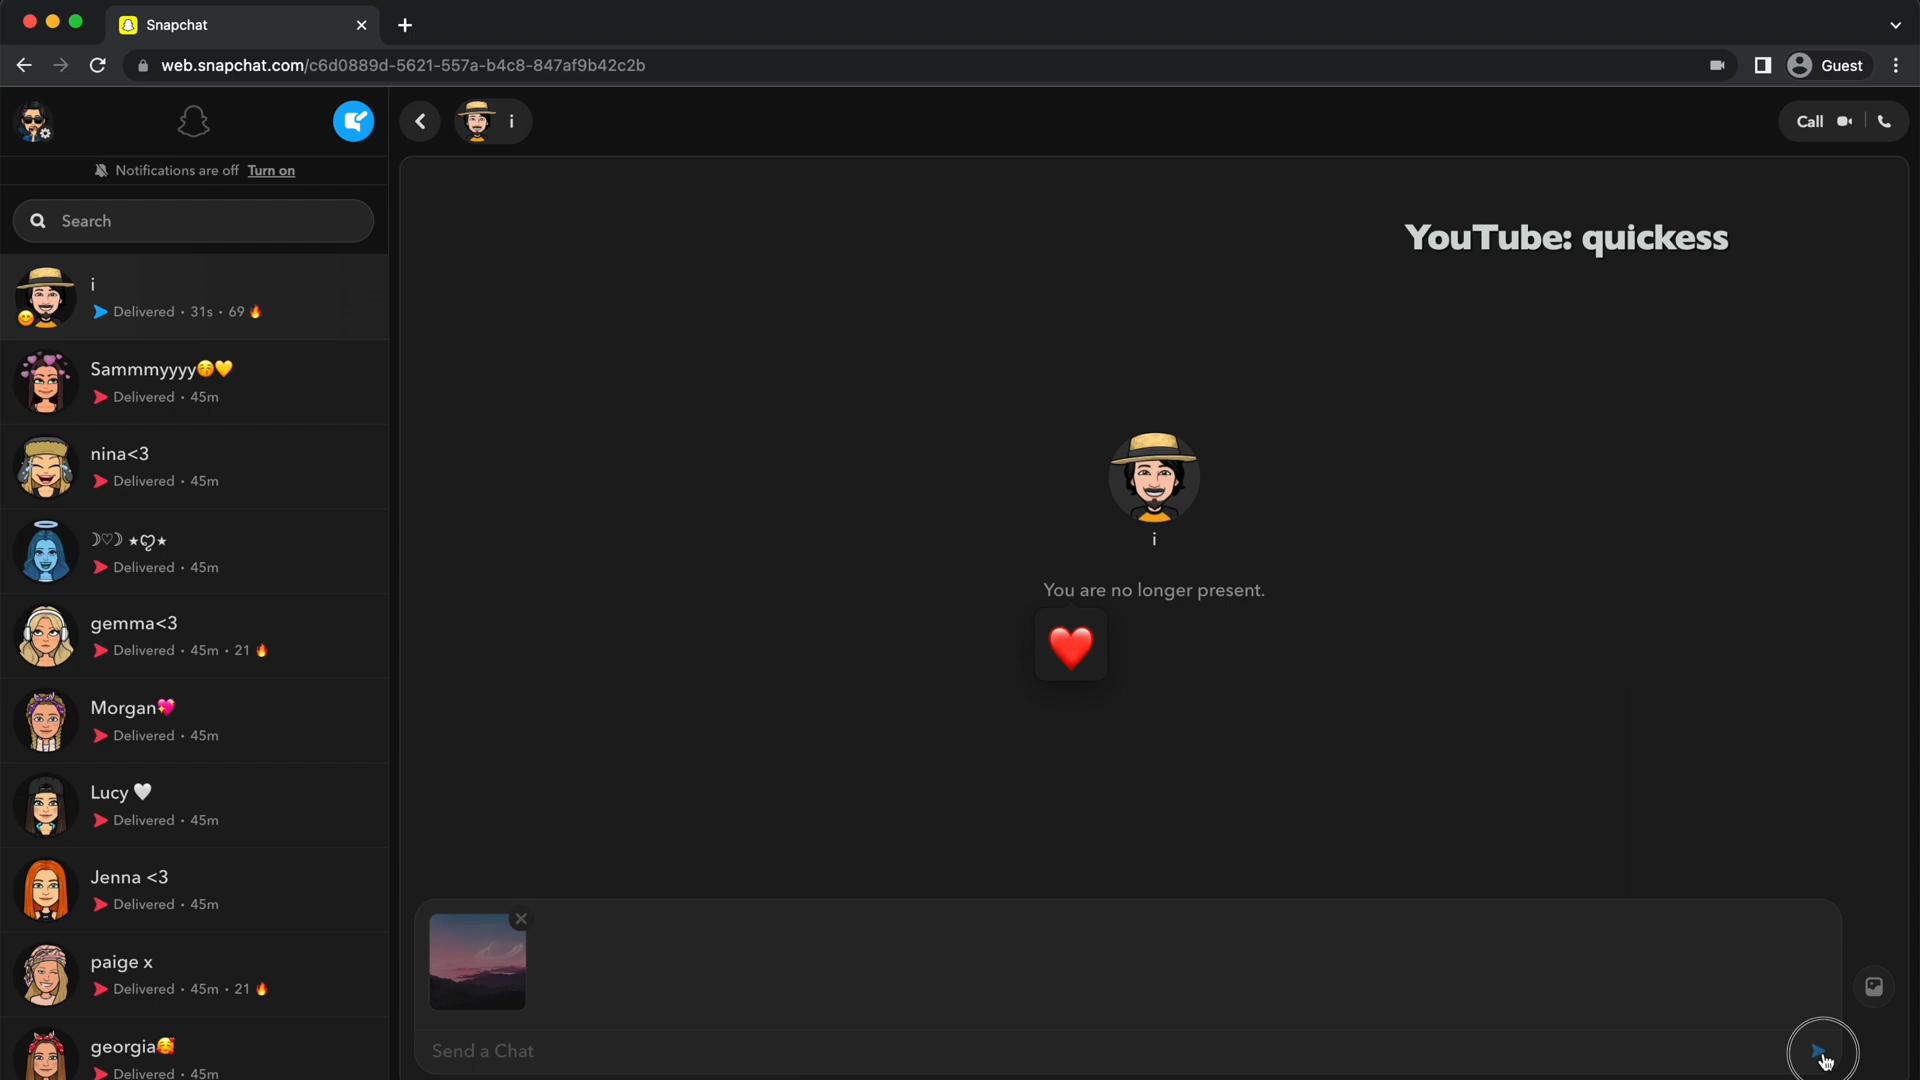 Snapchat
web.snapchat.com/c6d0889d-5621-557a-b4c8-847af9b42c2b
Guest
i
Call
Notifications are off Turn on
Search
YouTube: quickess
i
Delivered • 31s • 69 🔥
Sammmyyyy😚💛
Delivered • 45m
nina<3
Delivered • 45m
☽♡☽ ⋆ღ⋆
Delivered • 45m
gemma<3
Delivered • 45m • 21 🔥
Morgan💖
Delivered • 45m
Lucy 🤍
Delivered • 45m
Jenna <3
Delivered • 45m
paige x
Delivered • 45m • 21 🔥
georgia🥰
Delivered • 45m
i
You are no longer present.
Send a Chat